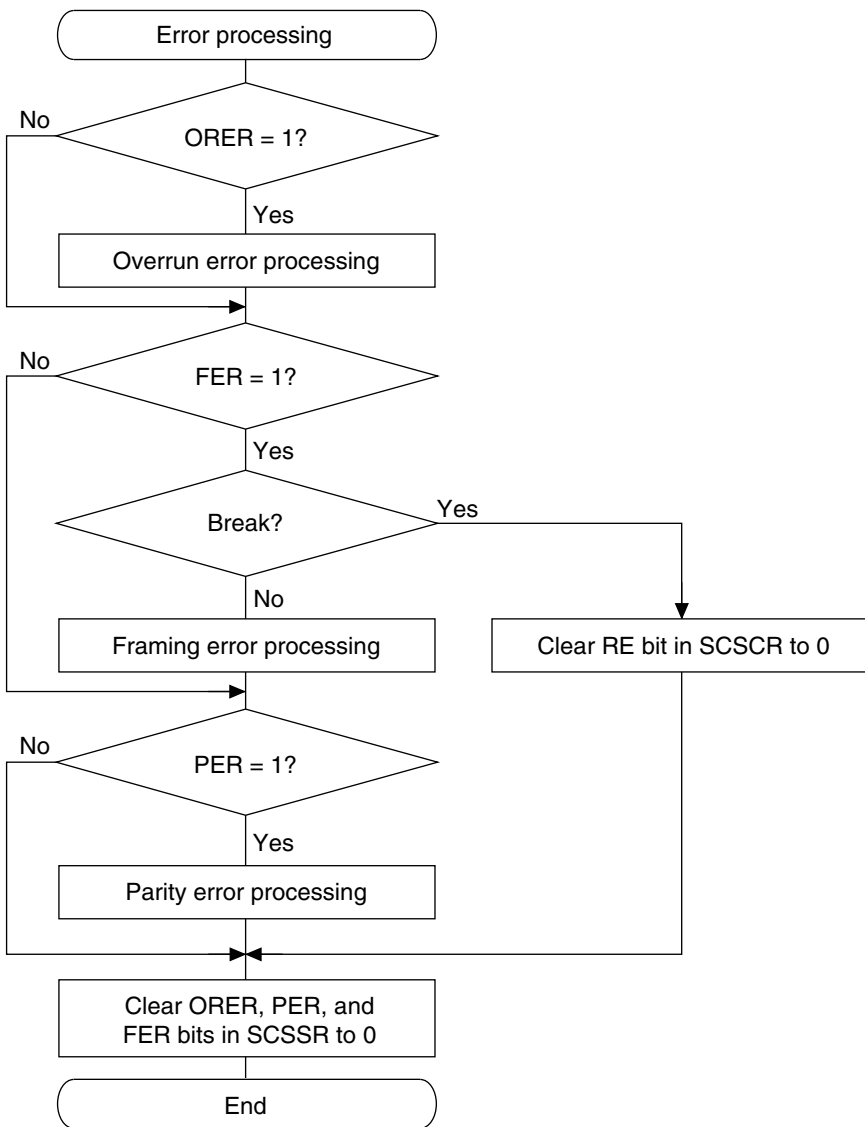 Error processing
No
ORER = 1?
Yes
Overrun error processing
No
FER = 1?
Yes
Break?
Yes
No
Framing error processing
Clear RE bit in SCSCR to 0
No
PER = 1?
Yes
Parity error processing
Clear ORER, PER, and
FER bits in SCSSR to 0
End